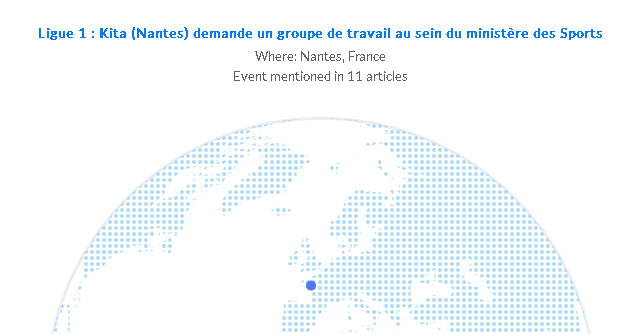 Ligue 1 : Kita (Nantes) demande un groupe de travail au sein du ministère des Sports
Where: Nantes, France
Event mentioned in 11 articles